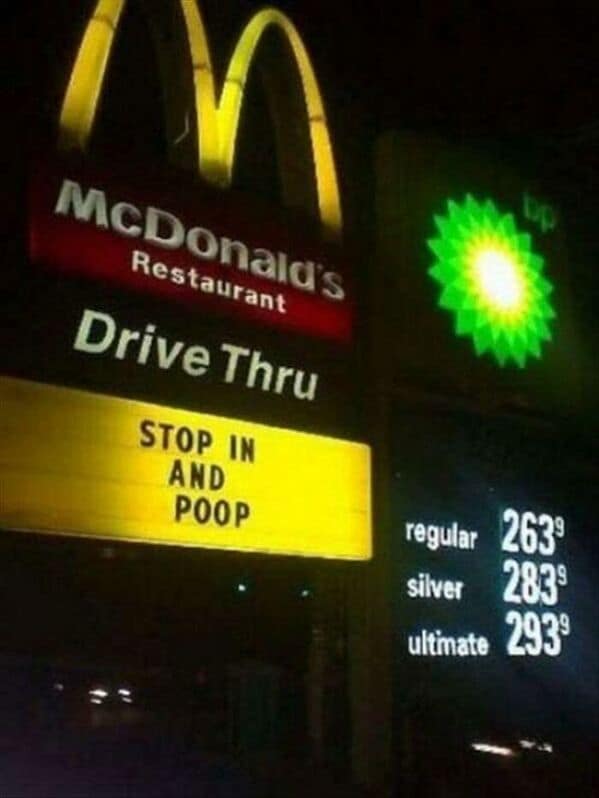 McDonald's
Restaurant
Drive Thru
STOP IN
AND
POOP
bp
regular 263⁹
silver 283⁹
ultimate 293⁹